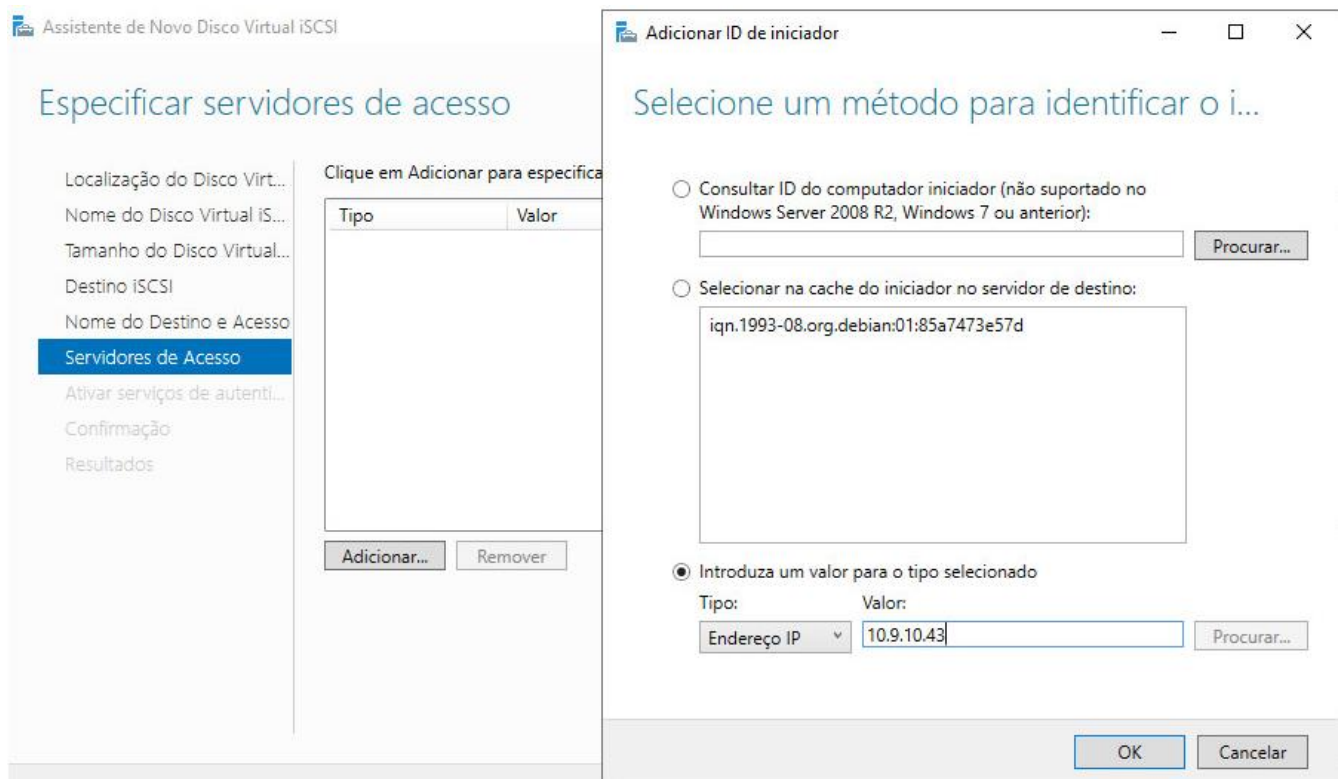 Assistente de Novo Disco Virtual iSCSI
Especificar servidores de acesso
Localização do Disco Virt...
Nome do Disco Virtual iS...
Tamanho do Disco Virtual...
Destino iSCSI
Nome do Destino e Acesso
Servidores de Acesso
Ativar serviços de autenti...
Confirmação
Resultados
Clique em Adicionar para especifica
Tipo Valor
Adicionar... Remover
Adicionar ID de iniciador
Selecione um método para identificar o i...
Consultar ID do computador iniciador (não suportado no
Windows Server 2008 R2, Windows 7 ou anterior):
Procurar...
Selecionar na cache do iniciador no servidor de destino:
iqn.1993-08.org.debian:01:85a7473e57d
Introduza um valor para o tipo selecionado
Tipo: Valor:
Endereço IP 10.9.10.43 Procurar...
OK Cancelar